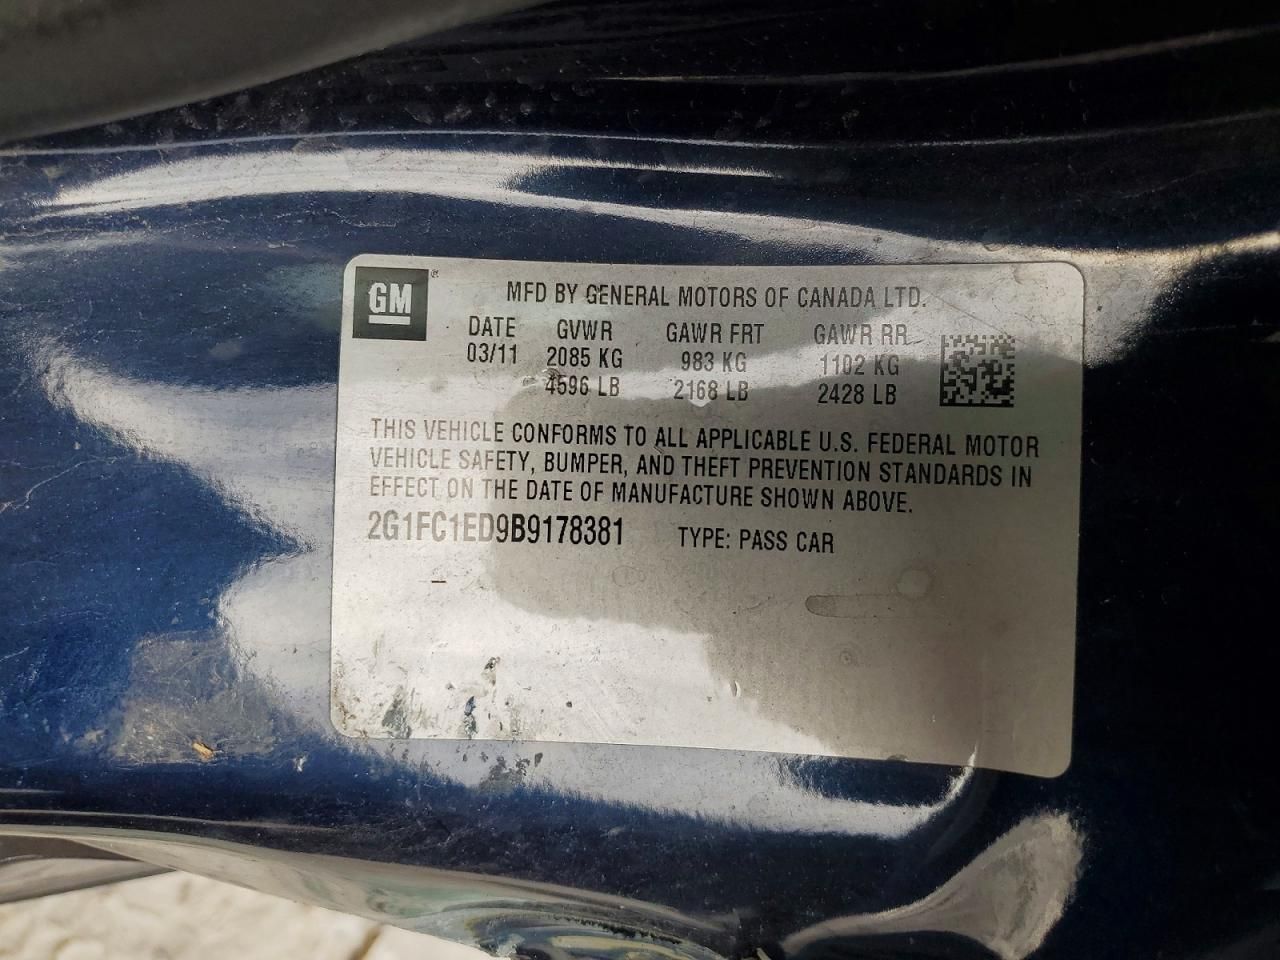 GM
MFD BY GENERAL MOTORS OF CANADA LTD.
DATE GVWR GAWR FRT GAWR RR
03/11 2085 KG 983 KG 1102 KG
4596 LB 2168 LB 2428 LB
THIS VEHICLE CONFORMS TO ALL APPLICABLE U.S. FEDERAL MOTOR
VEHICLE SAFETY, BUMPER, AND THEFT PREVENTION STANDARDS IN
EFFECT ON THE DATE OF MANUFACTURE SHOWN ABOVE.
2G1FC1ED9B9178381 TYPE: PASS CAR